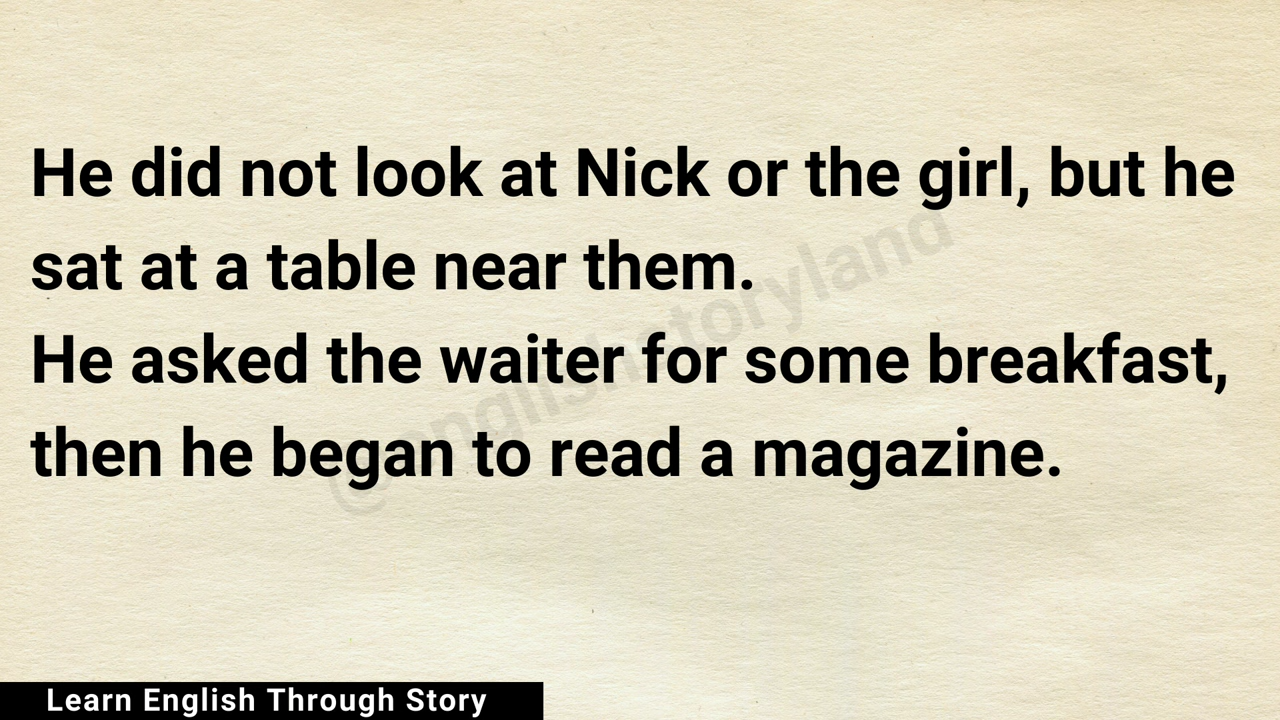 He did not look at Nick or the girl, but he
sat at a table near them.
He asked the waiter for some breakfast,
then he began to read a magazine.
@englishstoryland
Learn English Through Story